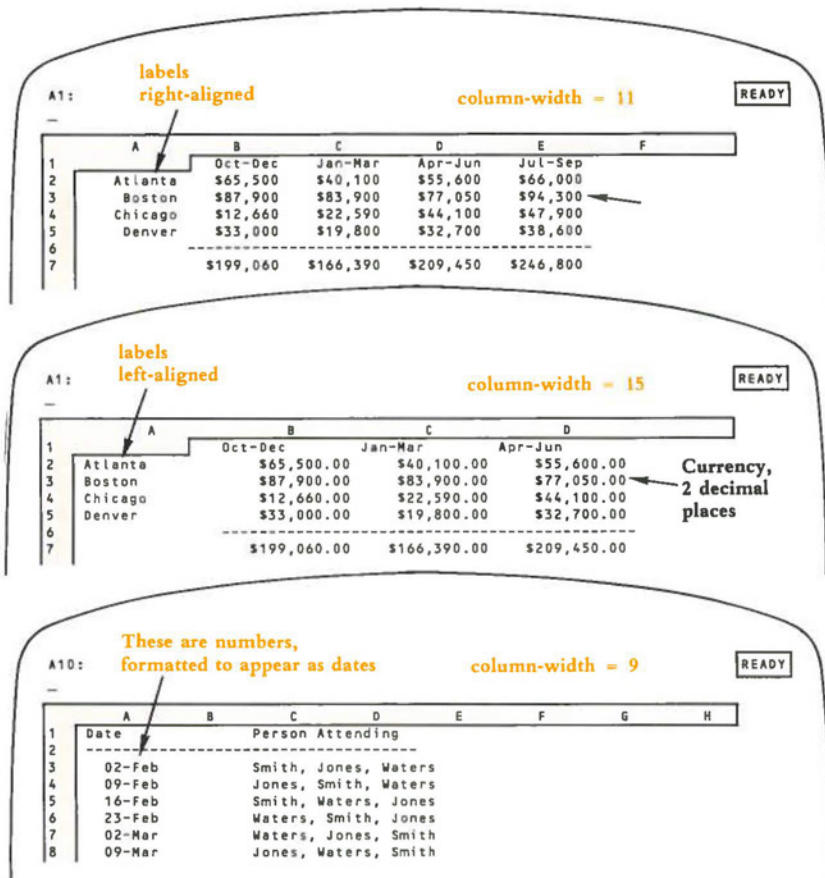 labels
right-aligned
column-width = 11
A1:
READY
A B C D E F
1 Oct-Dec Jan-Mar Apr-Jun Jul-Sep
2 Atlanta $65,500 $40,100 $55,600 $66,000
3 Boston $87,900 $83,900 $77,050 $94,300
4 Chicago $12,660 $22,590 $44,100 $47,900
5 Denver $33,000 $19,800 $32,700 $38,600
6 ------------------------------------------------
7 $199,060 $166,390 $209,450 $246,800
labels
left-aligned
column-width = 15
A1:
READY
A B C D
1 Oct-Dec Jan-Mar Apr-Jun
2 Atlanta $65,500.00 $40,100.00 $55,600.00
3 Boston $87,900.00 $83,900.00 $77,050.00
4 Chicago $12,660.00 $22,590.00 $44,100.00
5 Denver $33,000.00 $19,800.00 $32,700.00
6 ------------------------------------------------
7 $199,060.00 $166,390.00 $209,450.00
Currency,
2 decimal
places
These are numbers,
formatted to appear as dates
column-width = 9
A10:
READY
A B C D E F G H
1 Date Person Attending
2 ---------------------------------------
3 02-Feb Smith, Jones, Waters
4 09-Feb Jones, Smith, Waters
5 16-Feb Smith, Waters, Jones
6 23-Feb Waters, Smith, Jones
7 02-Mar Waters, Jones, Smith
8 09-Mar Jones, Waters, Smith